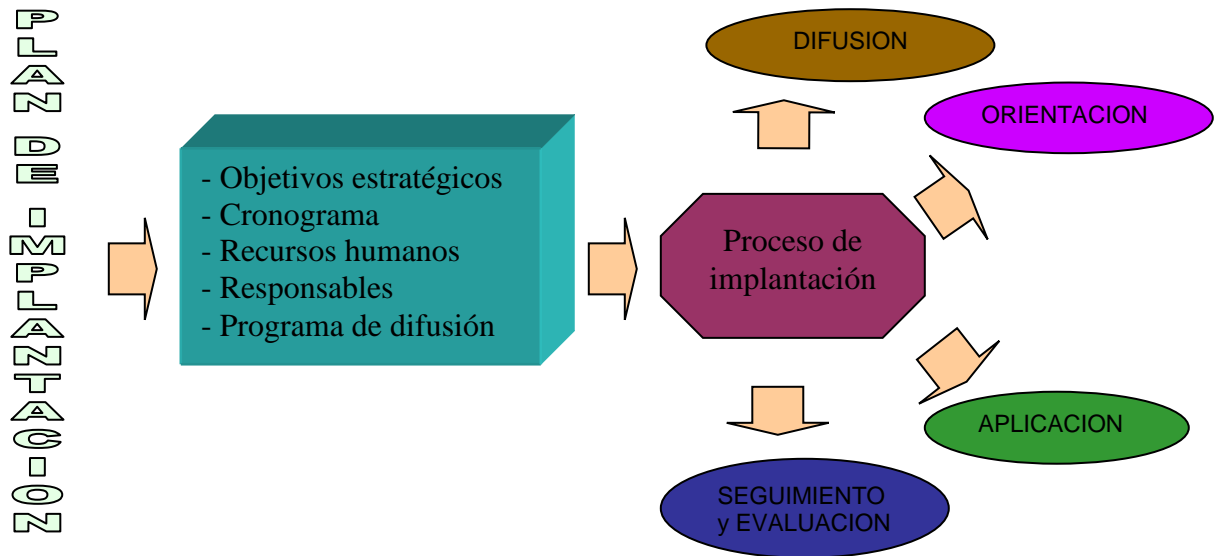 PLAN DE IMPLANTACION
- Objetivos estratégicos
- Cronograma
- Recursos humanos
- Responsables
- Programa de difusión
Proceso de
implantación
DIFUSION
ORIENTACION
APLICACION
SEGUIMIENTO
y EVALUACION